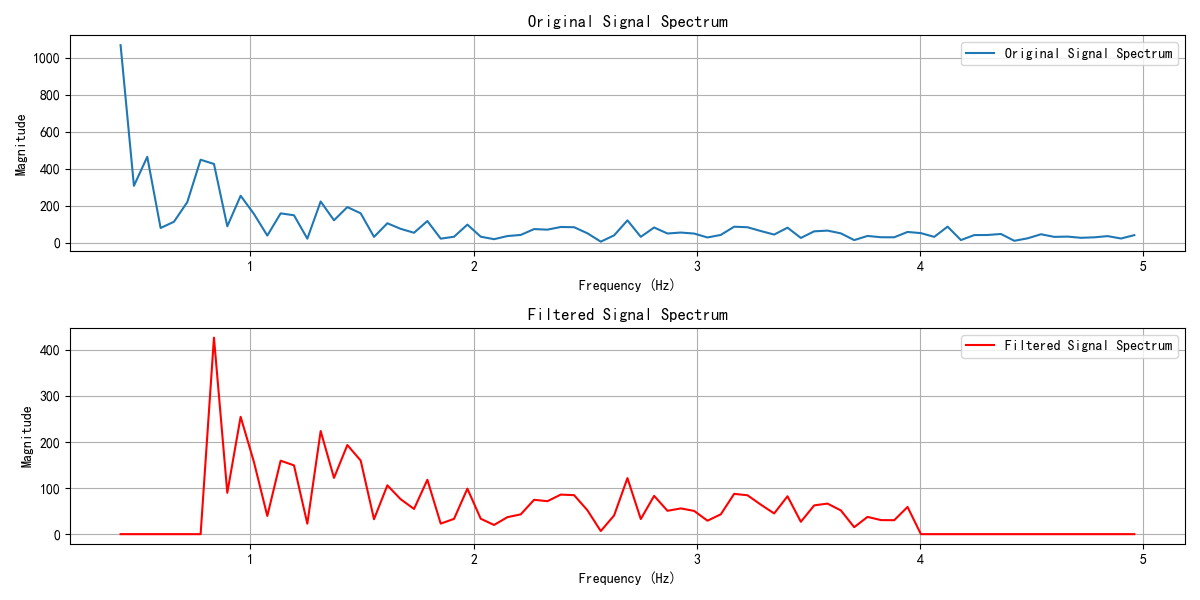 Original Signal Spectrum
Original Signal Spectrum
Magnitude
1000
800
600
400
200
0
1 2 3 4 5
Frequency (Hz)
Filtered Signal Spectrum
Filtered Signal Spectrum
Magnitude
400
300
200
100
0
1 2 3 4 5
Frequency (Hz)